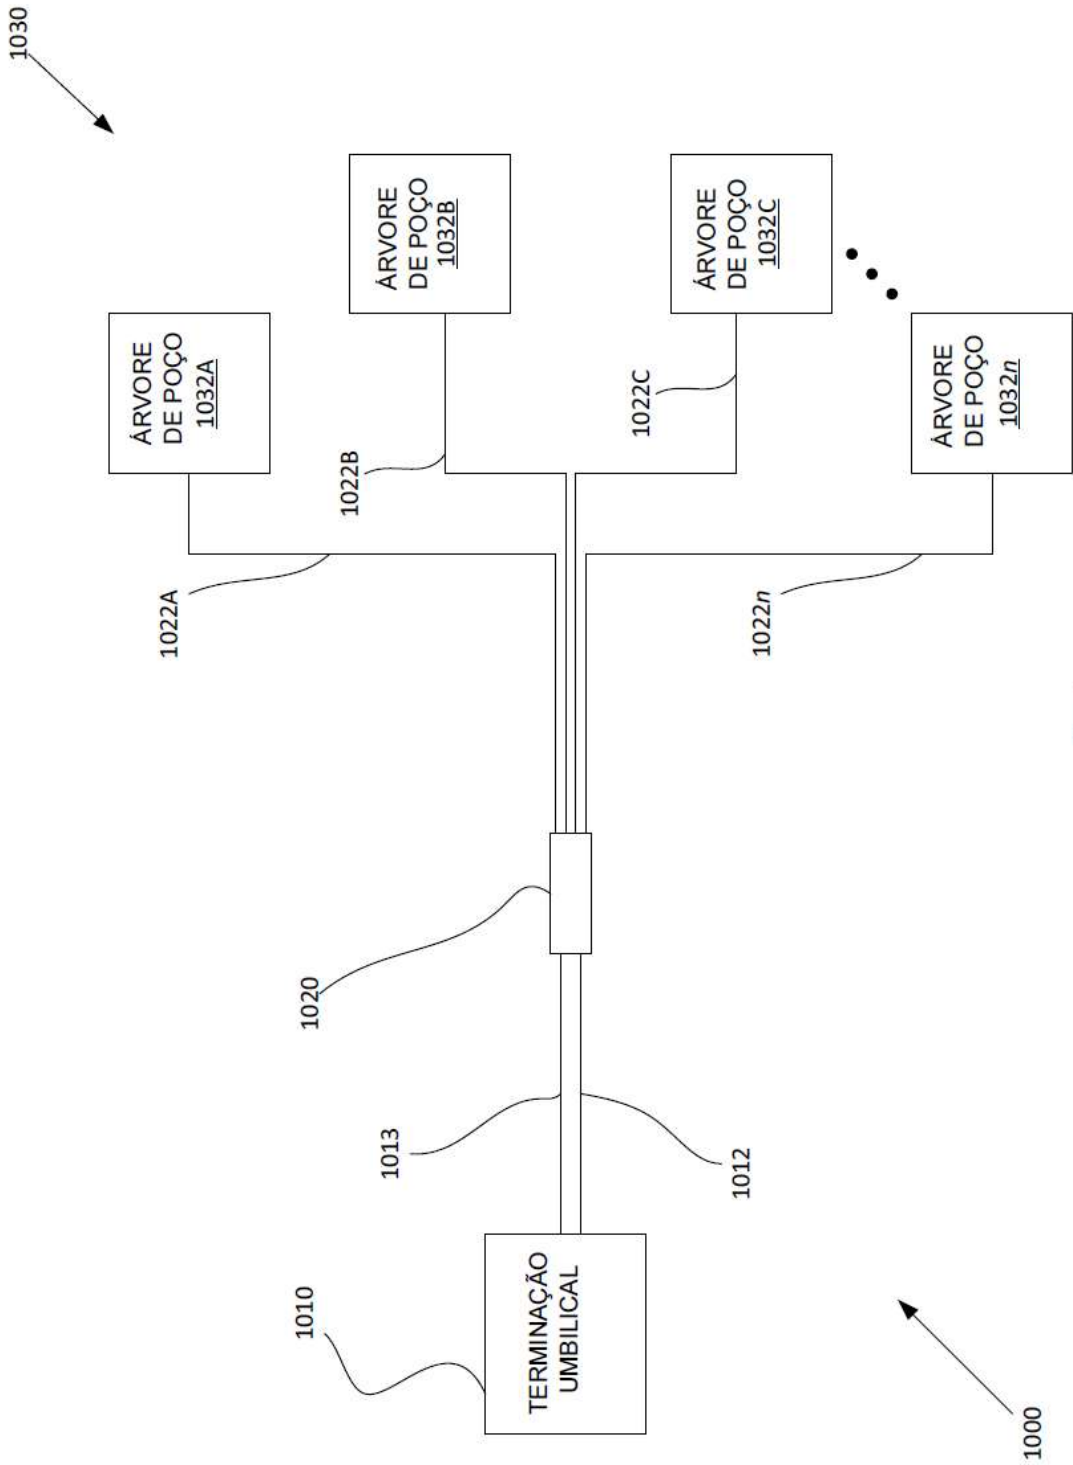 1030
ÁRVORE
DE POÇO
1032A
ÁRVORE
DE POÇO
1032B
ÁRVORE
DE POÇO
1032C
ÁRVORE
DE POÇO
1032n
1022A
1022B
1022C
1022n
1020
1013
1012
1010
TERMINAÇÃO
UMBILICAL
1000